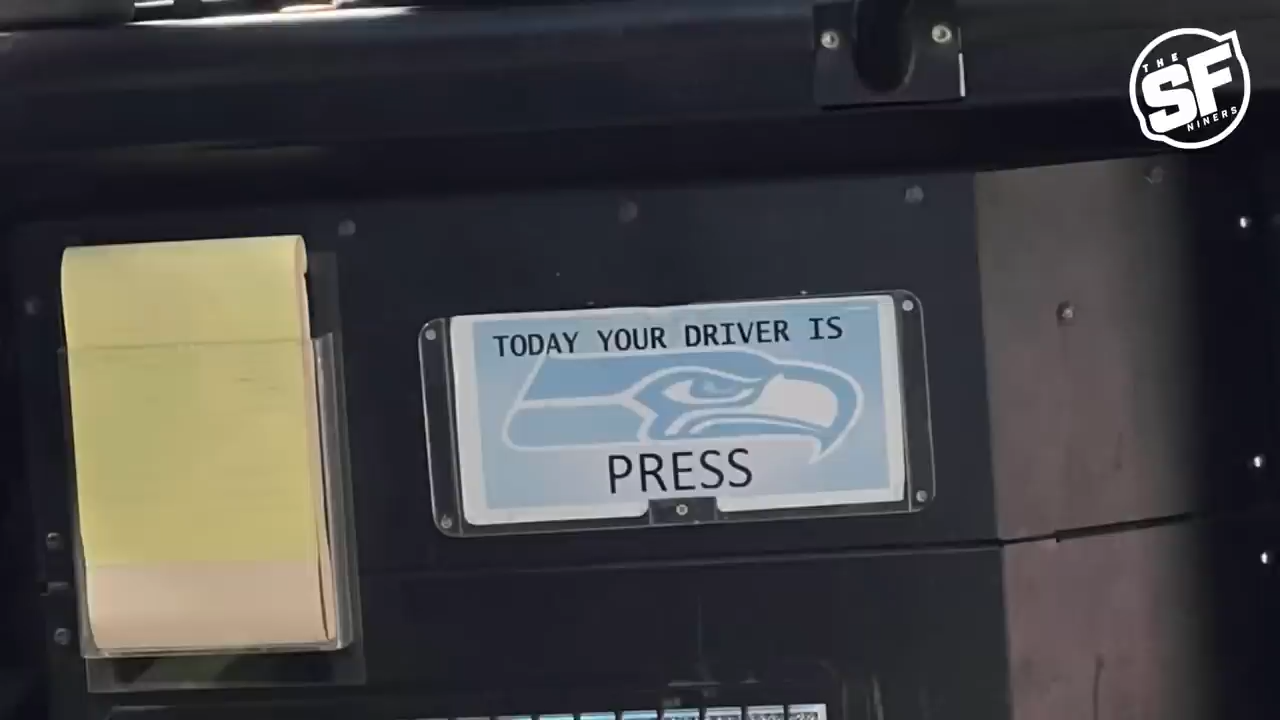 THE
SF
NINERS
TODAY YOUR DRIVER IS
PRESS